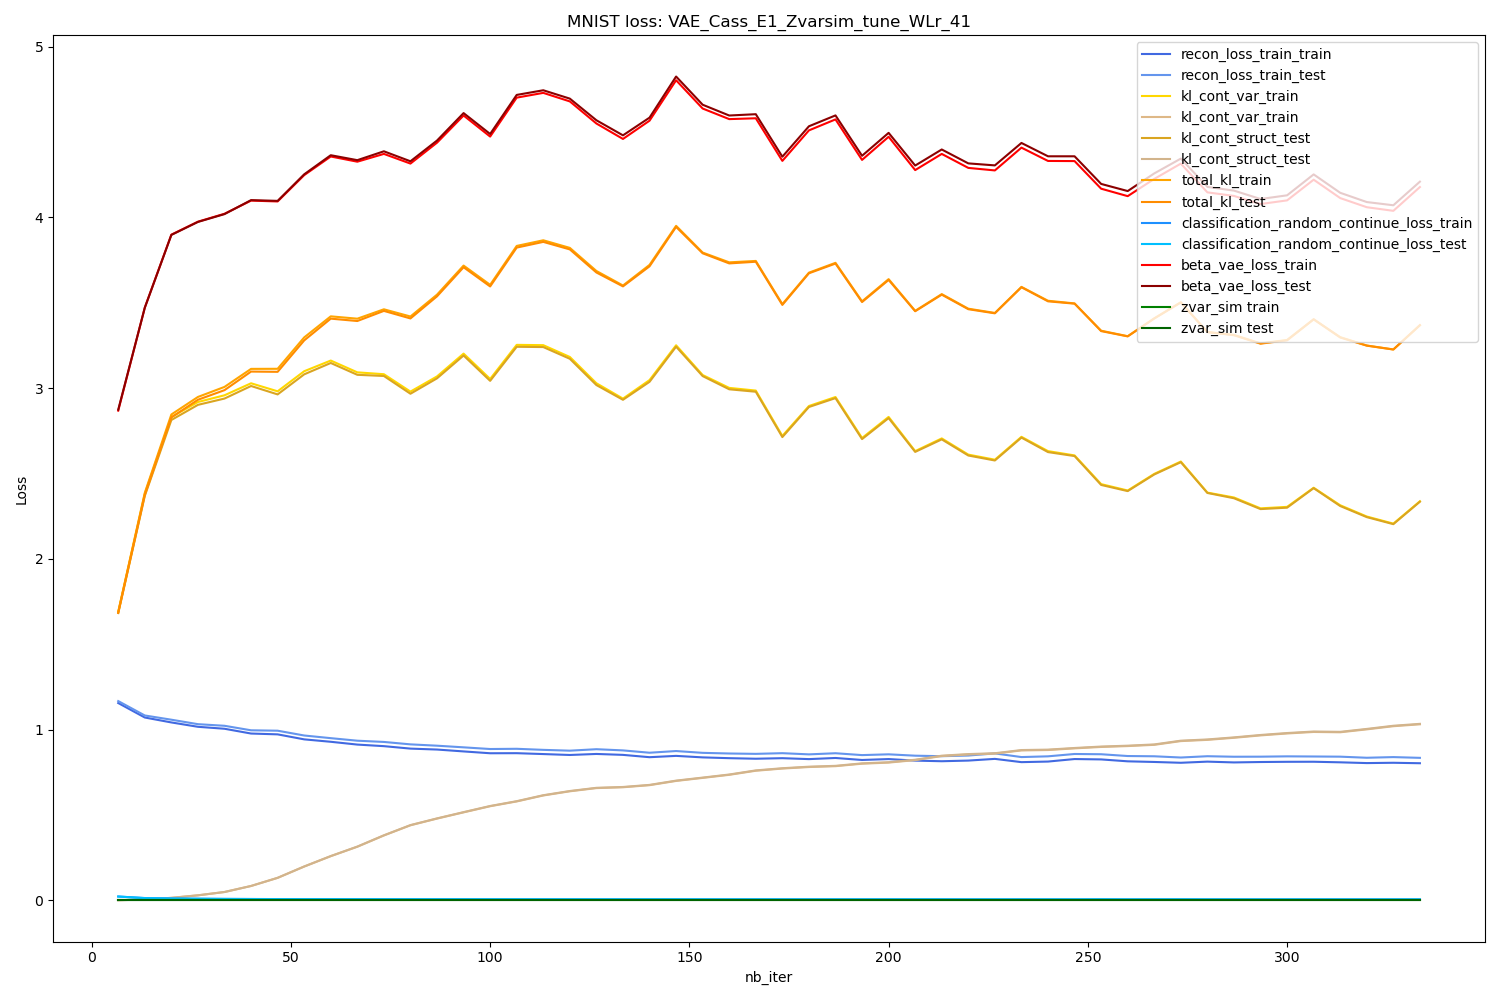 MNIST loss: VAE_Cass_E1_Zvarsim_tune_WLr_41
5
4
3
2
1
0
Loss
recon_loss_train_train
recon_loss_train_test
kl_cont_var_train
kl_cont_var_train
kl_cont_struct_test
kl_cont_struct_test
total_kl_train
total_kl_test
classification_random_continue_loss_train
classification_random_continue_loss_test
beta_vae_loss_train
beta_vae_loss_test
zvar_sim train
zvar_sim test
0 50 100 150 200 250 300
nb_iter